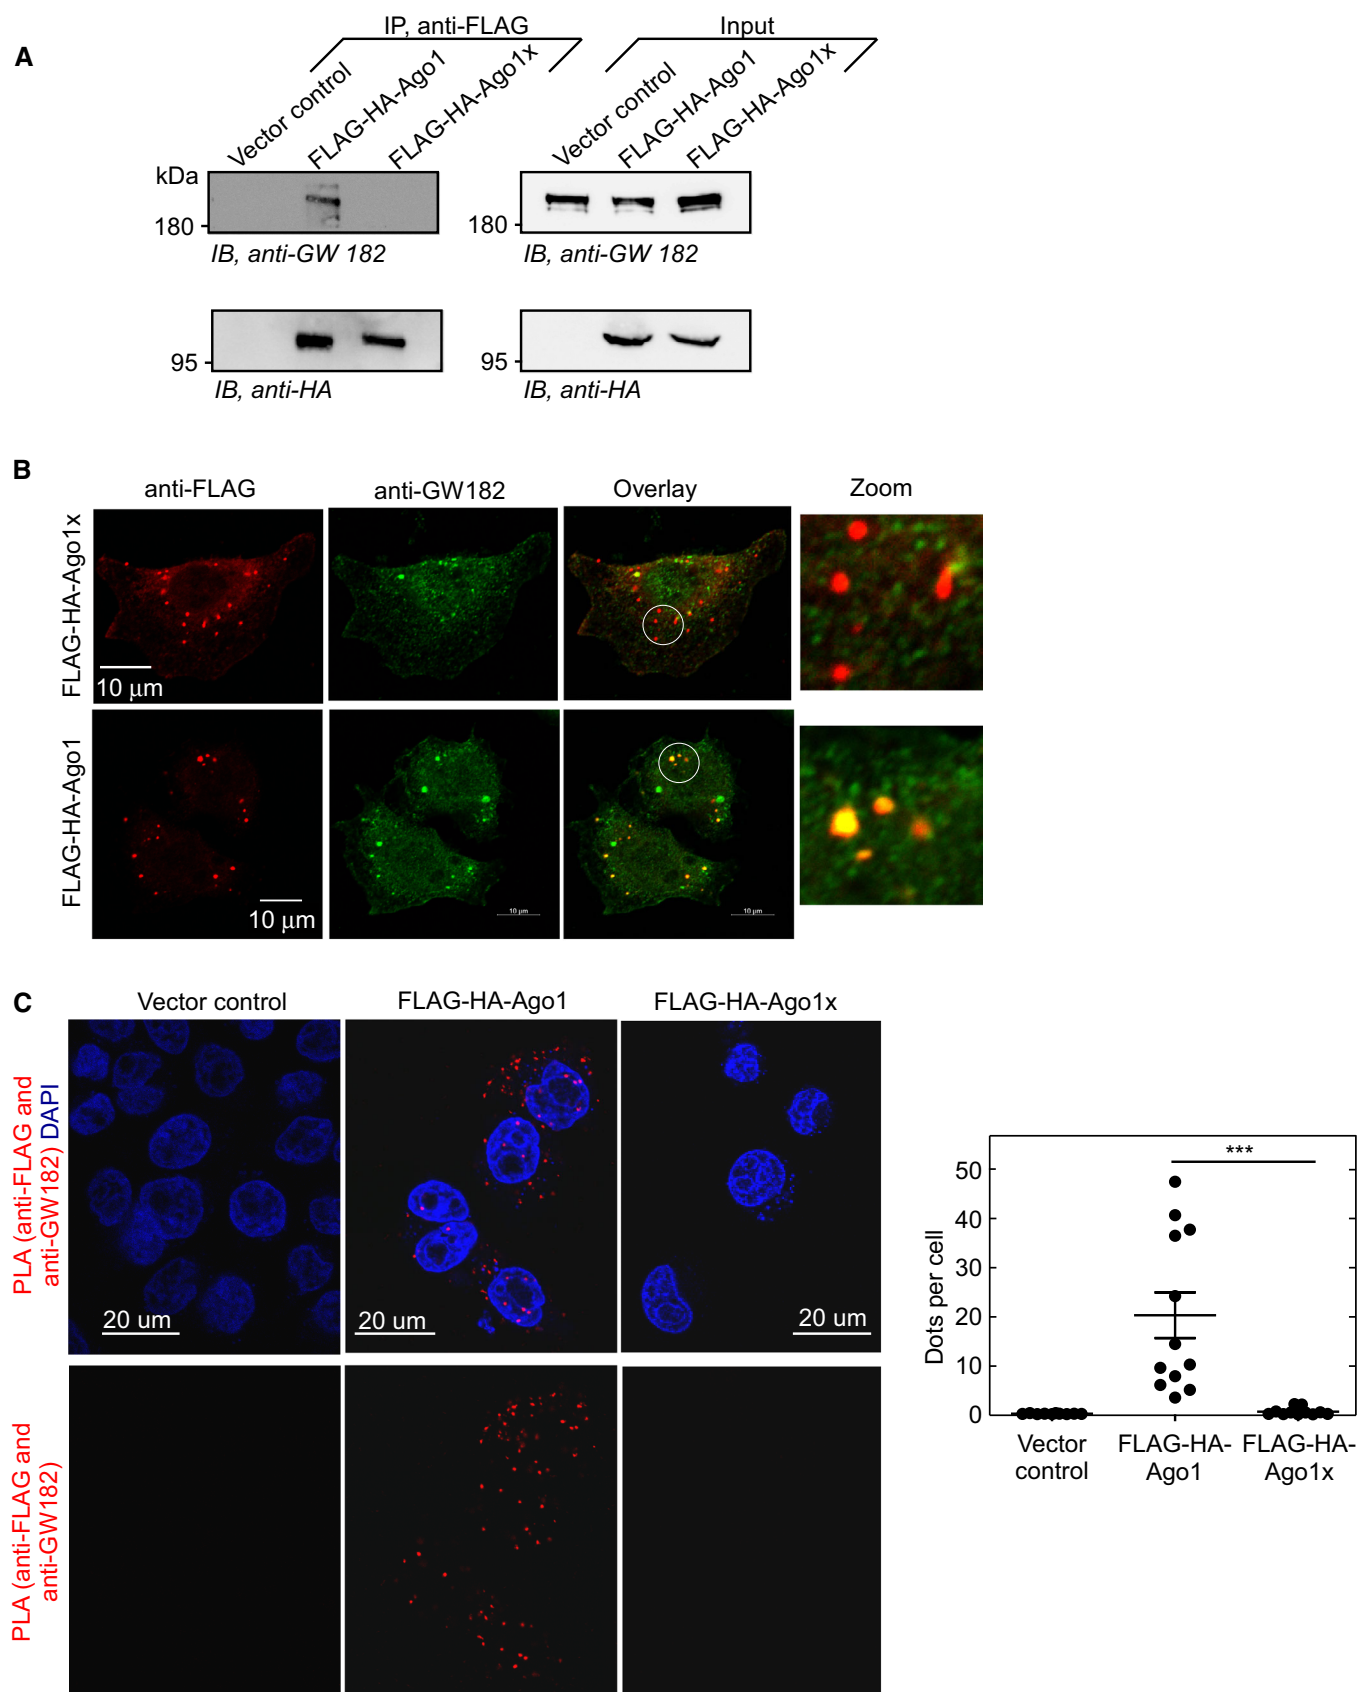 A
IP, anti-FLAG
Input
Vector control
FLAG-HA-Ago1
FLAG-HA-Ago1x
Vector control
FLAG-HA-Ago1
FLAG-HA-Ago1x
kDa
180
180
IB, anti-GW 182
IB, anti-GW 182
95
95
IB, anti-HA
IB, anti-HA
B
anti-FLAG
anti-GW182
Overlay
Zoom
FLAG-HA-Ago1x
10 μm
FLAG-HA-Ago1
10 μm
10 μm
10 μm
C
Vector control
FLAG-HA-Ago1
FLAG-HA-Ago1x
PLA (anti-FLAG and
anti-GW182) DAPI
20 um
20 um
20 um
PLA (anti-FLAG and
anti-GW182)
Dots per cell
50
40
30
20
10
0
***
Vector
control
FLAG-HA-
Ago1
FLAG-HA-
Ago1x